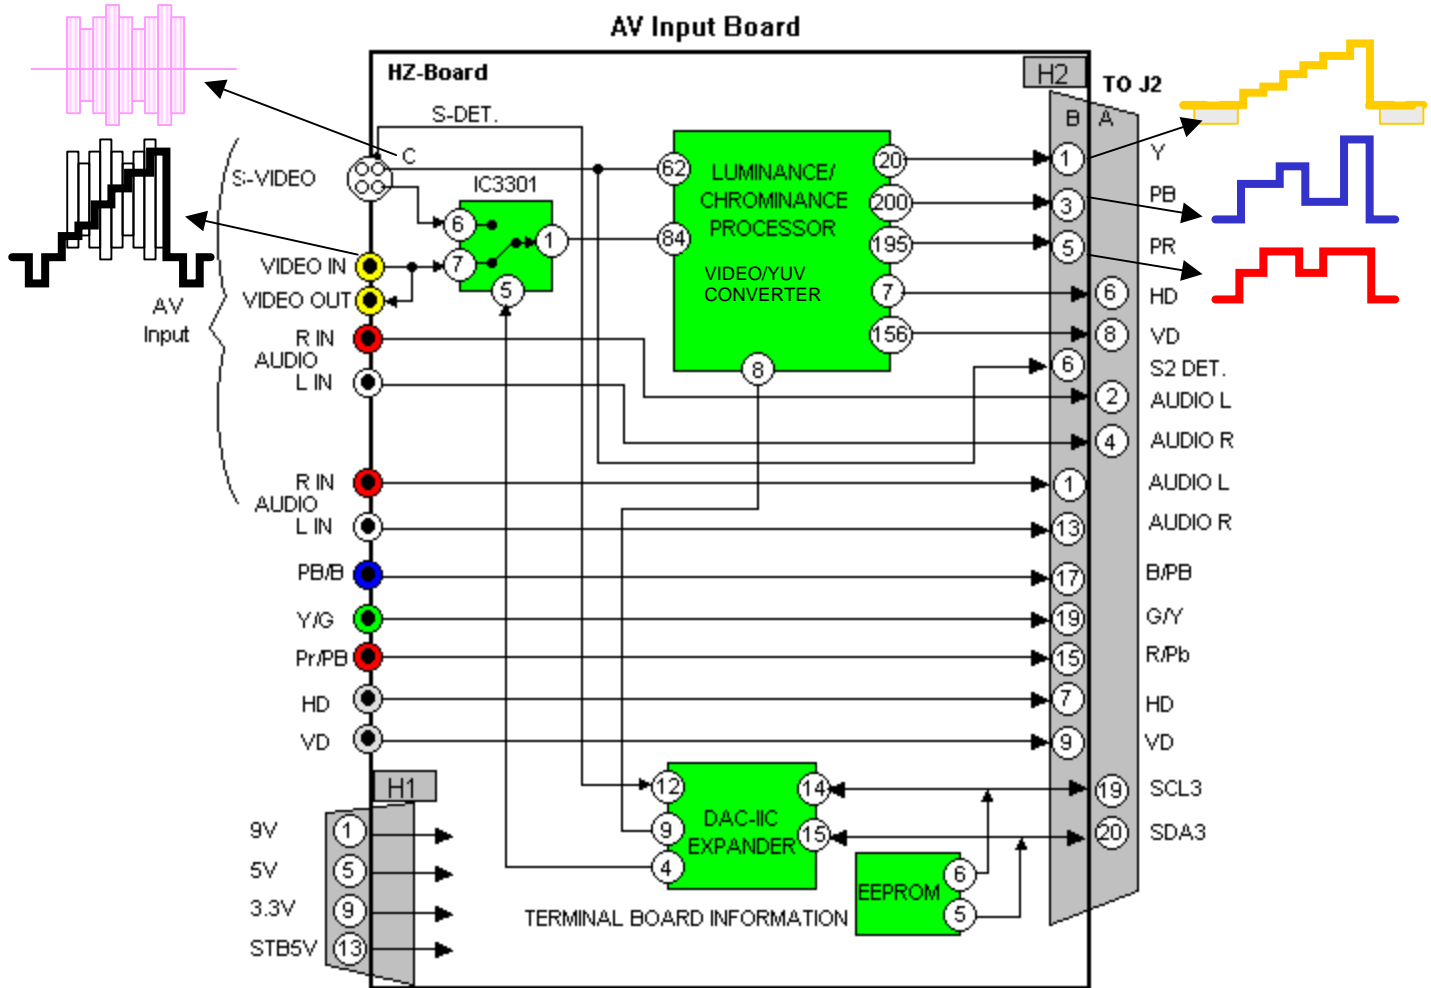 AV Input Board
HZ-Board
H2
TO J2
S-DET.
B
A
C
S-VIDEO
IC3301
6
7
1
5
VIDEO IN
VIDEO OUT
AV
Input
R IN
AUDIO
L IN
R IN
AUDIO
L IN
PB/B
Y/G
Pr/PB
HD
VD
62
84
LUMINANCE/
CHROMINANCE
PROCESSOR
VIDEO/YUV
CONVERTER
20
200
195
7
156
8
1
Y
3
PB
5
PR
6
HD
8
VD
6
S2 DET.
2
AUDIO L
4
AUDIO R
1
AUDIO L
13
AUDIO R
17
B/PB
19
G/Y
15
R/Pb
7
HD
9
VD
19
SCL3
20
SDA3
H1
9V
1
5V
5
3.3V
9
STB5V
13
12
9
4
DAC-IIC
EXPANDER
14
15
EEPROM
6
5
TERMINAL BOARD INFORMATION